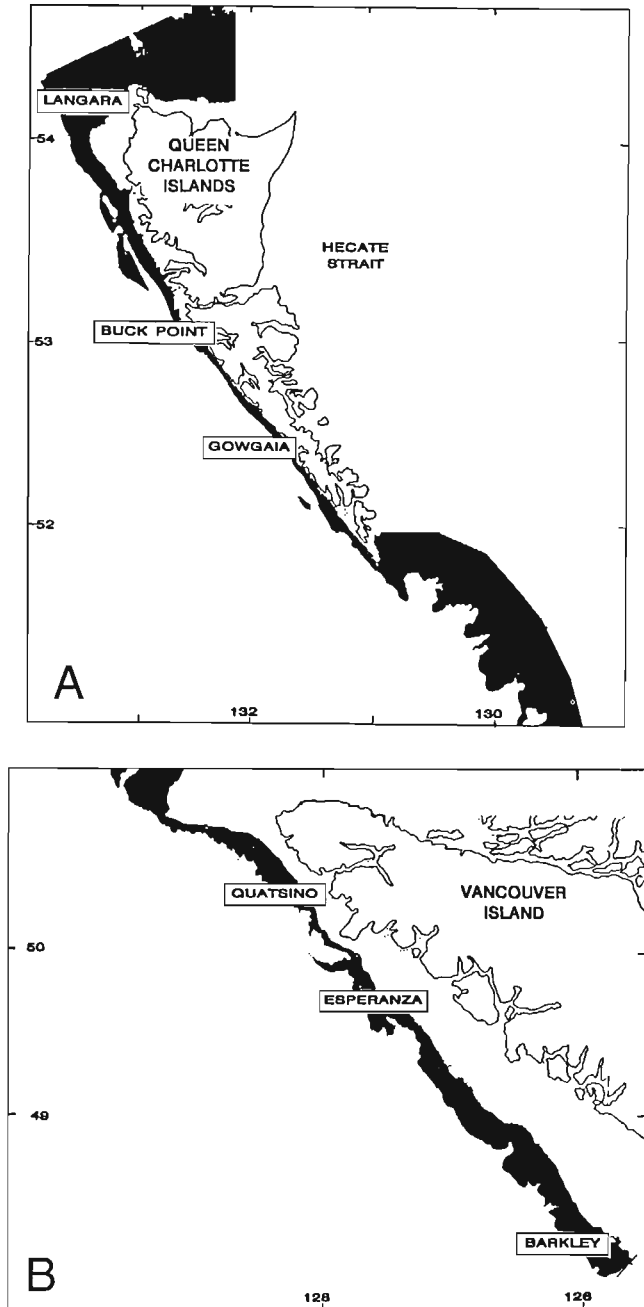 LANGARA
54
QUEEN
CHARLOTTE
ISLANDS
HECATE
STRAIT
BUCK POINT
53
GOWGAIA
52
A
132
130
QUATSINO
VANCOUVER
ISLAND
50
ESPERANZA
49
BARKLEY
B
128
126